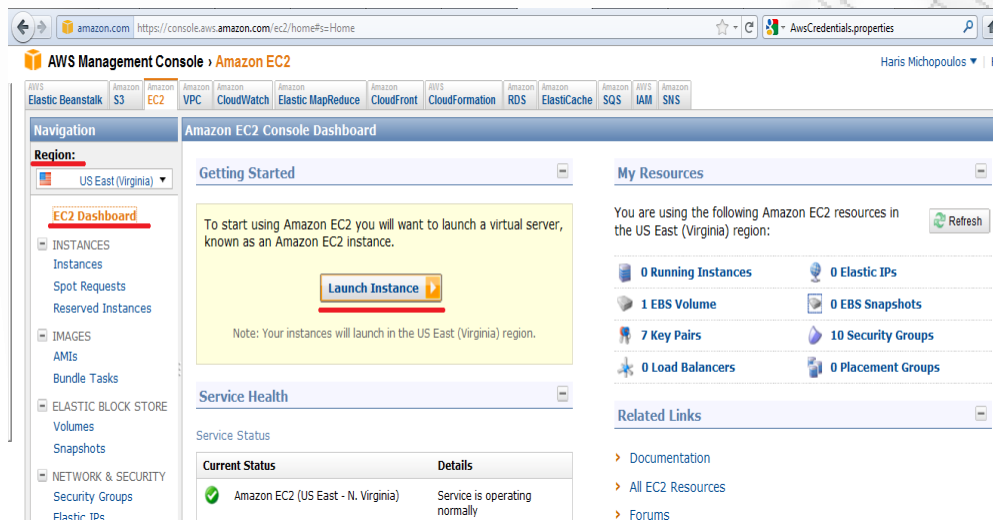 amazon.com https://console.aws.amazon.com/ec2/home#s=Home
AwsCredentials.properties
AWS Management Console › Amazon EC2
Haris Michopoulos ▼
AWS Elastic Beanstalk
Amazon S3
Amazon EC2
Amazon VPC
Amazon CloudWatch
Amazon Elastic MapReduce
Amazon CloudFront
AWS CloudFormation
Amazon RDS
Amazon ElastiCache
Amazon SQS
AWS IAM
Amazon SNS
Navigation
Region:
US East (Virginia) ▼
EC2 Dashboard
INSTANCES
Instances
Spot Requests
Reserved Instances
IMAGES
AMIs
Bundle Tasks
ELASTIC BLOCK STORE
Volumes
Snapshots
NETWORK & SECURITY
Security Groups
Elastic IPs
Amazon EC2 Console Dashboard
Getting Started
To start using Amazon EC2 you will want to launch a virtual server,
known as an Amazon EC2 instance.
Launch Instance
Note: Your instances will launch in the US East (Virginia) region.
Service Health
Service Status
Current Status Details
Amazon EC2 (US East - N. Virginia) Service is operating
normally
My Resources
You are using the following Amazon EC2 resources in
the US East (Virginia) region:
Refresh
0 Running Instances 0 Elastic IPs
1 EBS Volume 0 EBS Snapshots
7 Key Pairs 10 Security Groups
0 Load Balancers 0 Placement Groups
Related Links
› Documentation
› All EC2 Resources
› Forums